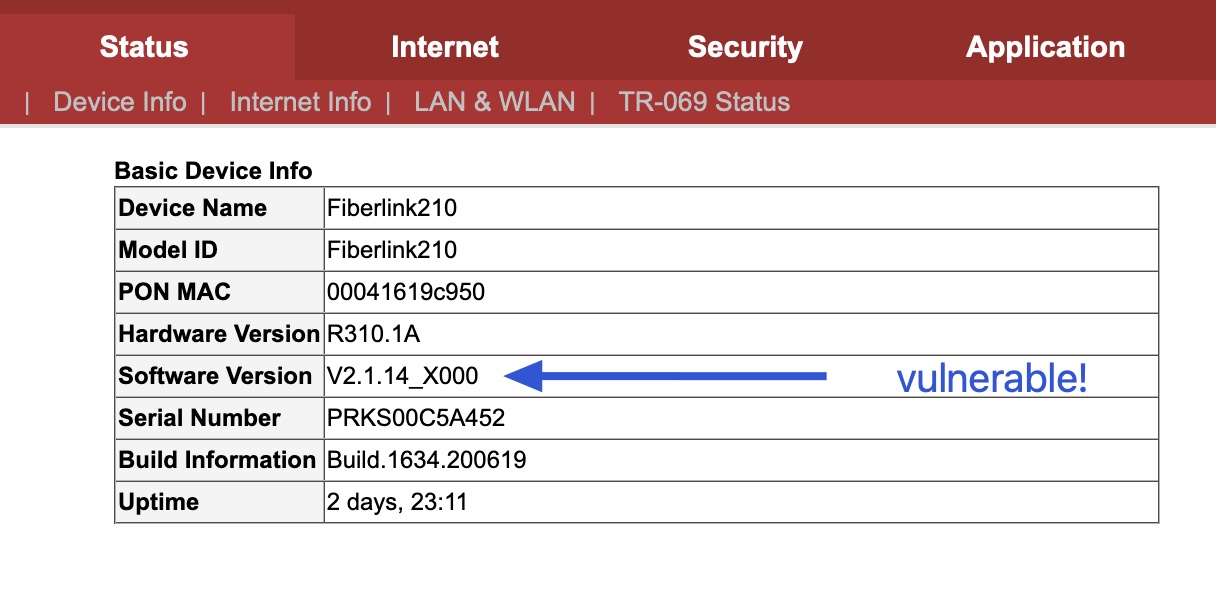 Status Internet Security Application
| Device Info | Internet Info | LAN & WLAN | TR-069 Status
Basic Device Info
Device Name Fiberlink210
Model ID Fiberlink210
PON MAC 00041619c950
Hardware Version R310.1A
Software Version V2.1.14_X000 vulnerable!
Serial Number PRKS00C5A452
Build Information Build.1634.200619
Uptime 2 days, 23:11